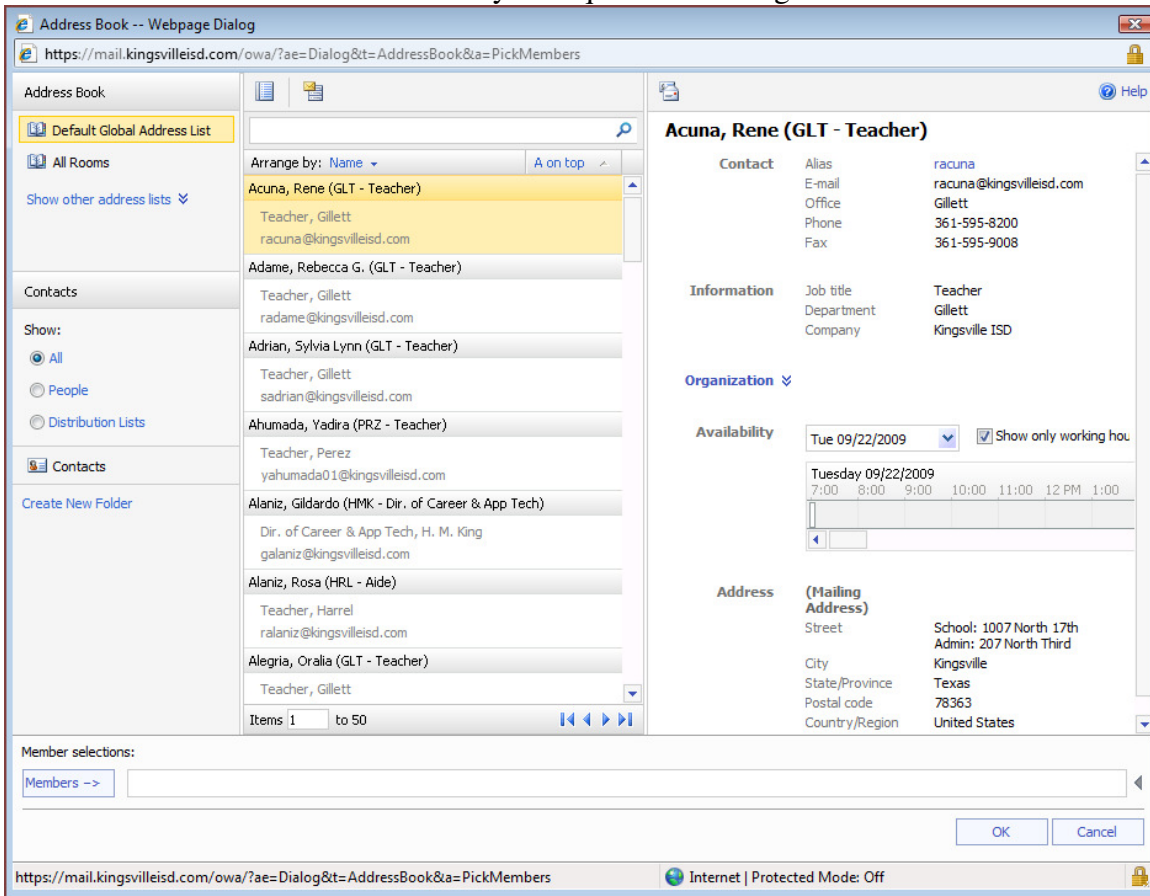 Address Book -- Webpage Dialog
https://mail.kingsvilleisd.com/owa/?ae=Dialog&t=AddressBook&a=PickMembers
Address Book
Default Global Address List
All Rooms
Show other address lists
Contacts
Show:
All
People
Distribution Lists
Contacts
Create New Folder
Arrange by: Name
A on top
Acuna, Rene (GLT - Teacher)
Teacher, Gillett
racuna@kingsvilleisd.com
Adame, Rebecca G. (GLT - Teacher)
Teacher, Gillett
radame@kingsvilleisd.com
Adrian, Sylvia Lynn (GLT - Teacher)
Teacher, Gillett
sadrian@kingsvilleisd.com
Ahumada, Yadira (PRZ - Teacher)
Teacher, Perez
yahumada01@kingsvilleisd.com
Alaniz, Gildardo (HMK - Dir. of Career & App Tech)
Dir. of Career & App Tech, H. M. King
galaniz@kingsvilleisd.com
Alaniz, Rosa (HRL - Aide)
Teacher, Harrel
ralaniz@kingsvilleisd.com
Alegria, Oralia (GLT - Teacher)
Teacher, Gillett
Items 1 to 50
Help
Acuna, Rene (GLT - Teacher)
Contact Alias racuna
E-mail racuna@kingsvilleisd.com
Office Gillett
Phone 361-595-8200
Fax 361-595-9008
Information Job title Teacher
Department Gillett
Company Kingsville ISD
Organization
Availability Tue 09/22/2009 Show only working hou
Tuesday 09/22/2009
7:00 8:00 9:00 10:00 11:00 12 PM 1:00
Address (Mailing
Address)
Street School: 1007 North 17th
Admin: 207 North Third
City Kingsville
State/Province Texas
Postal code 78363
Country/Region United States
Member selections:
Members ->
OK Cancel
https://mail.kingsvilleisd.com/owa/?ae=Dialog&t=AddressBook&a=PickMembers
Internet | Protected Mode: Off